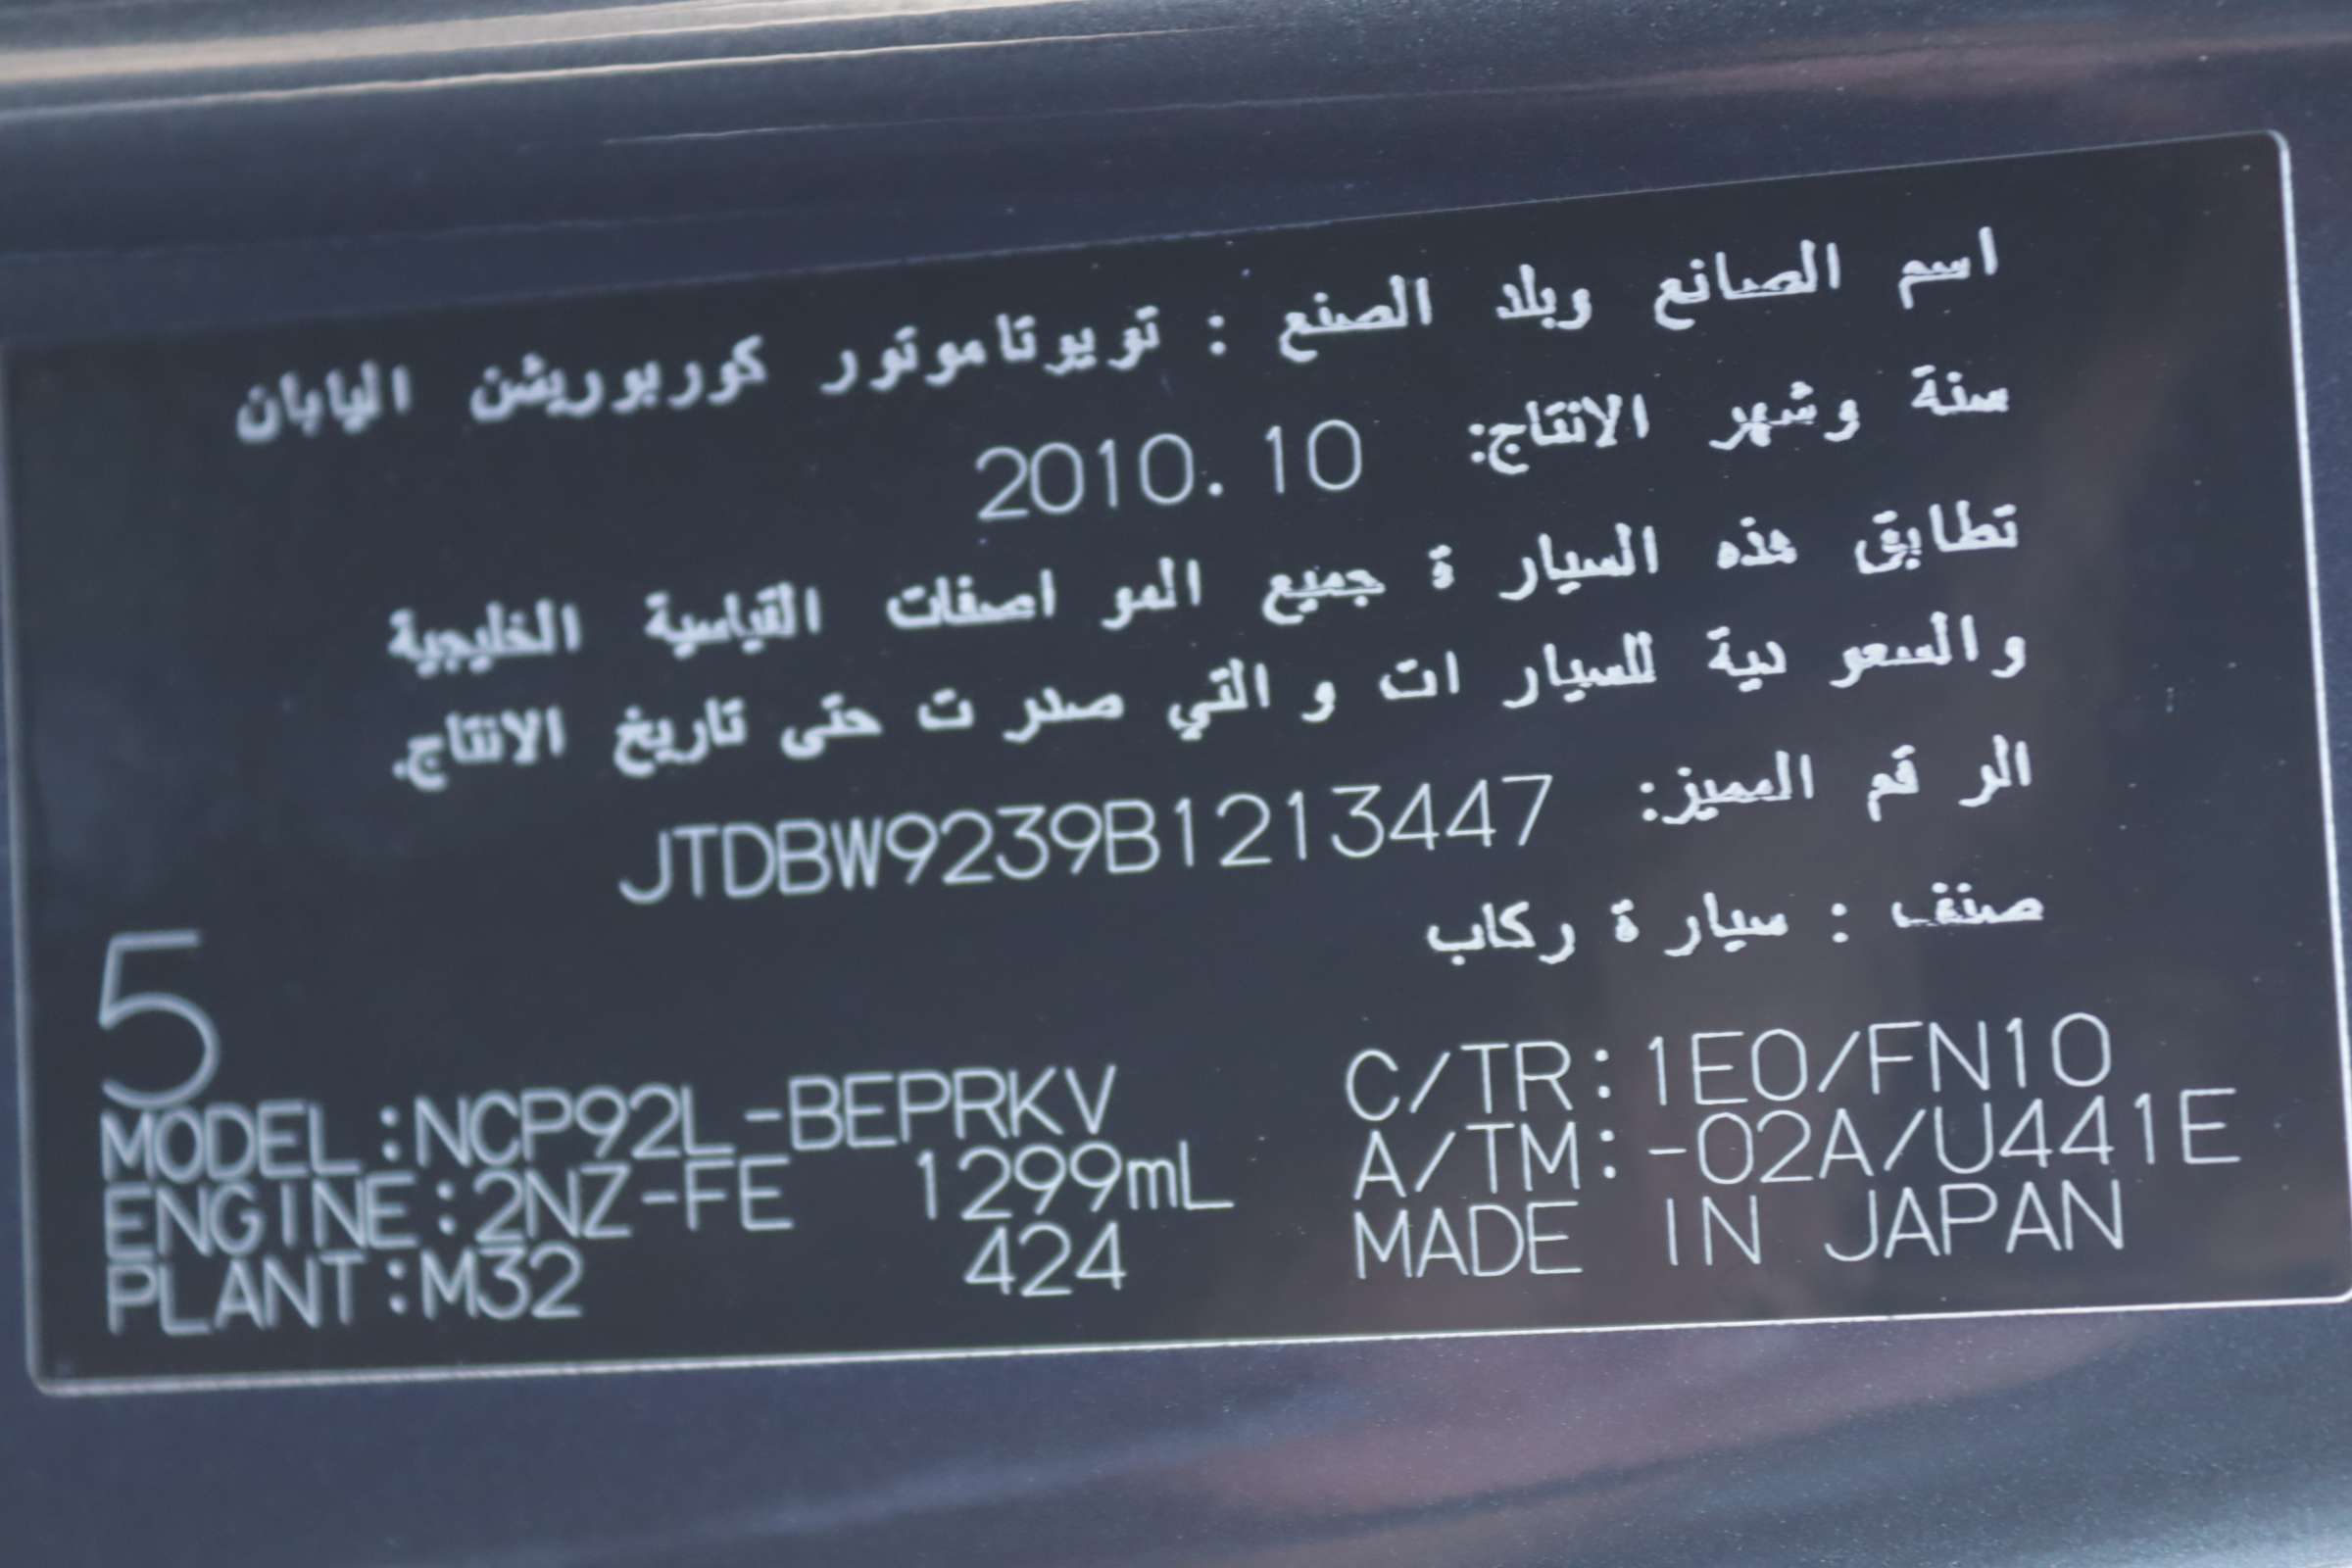 اسم الصانع وبلد الصنع : تويوتاموتور كوربوريشن اليابان
سنة وشهر الانتاج: 2010.10
تطابق هذه السيارة جميع المواصفات القياسية الخليجية
والسعودية للسيارات والتي صدرت حتى تاريخ الانتاج.
الرقم المميز: JTDBW9239B1213447
صنف : سيارة ركاب
5
MODEL:NCP92L-BEPRKV C/TR:1E0/FN10
ENGINE:2NZ-FE 1299mL A/TM:-02A/U441E
PLANT:M32 424 MADE IN JAPAN